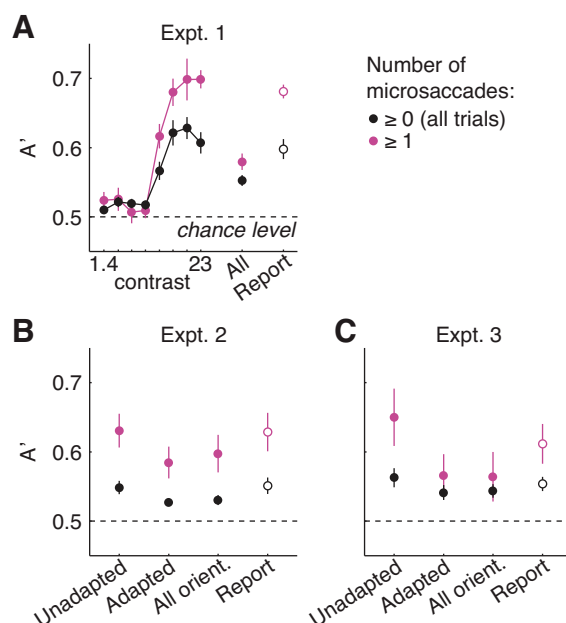 A
Expt. 1
0.7
0.6
0.5
A'
chance level
1.4
23
contrast
All
Report
Number of
microsaccades:
≥ 0 (all trials)
≥ 1
B
Expt. 2
0.7
0.6
0.5
A'
Unadapted
Adapted
All orient.
Report
C
Expt. 3
Unadapted
Adapted
All orient.
Report